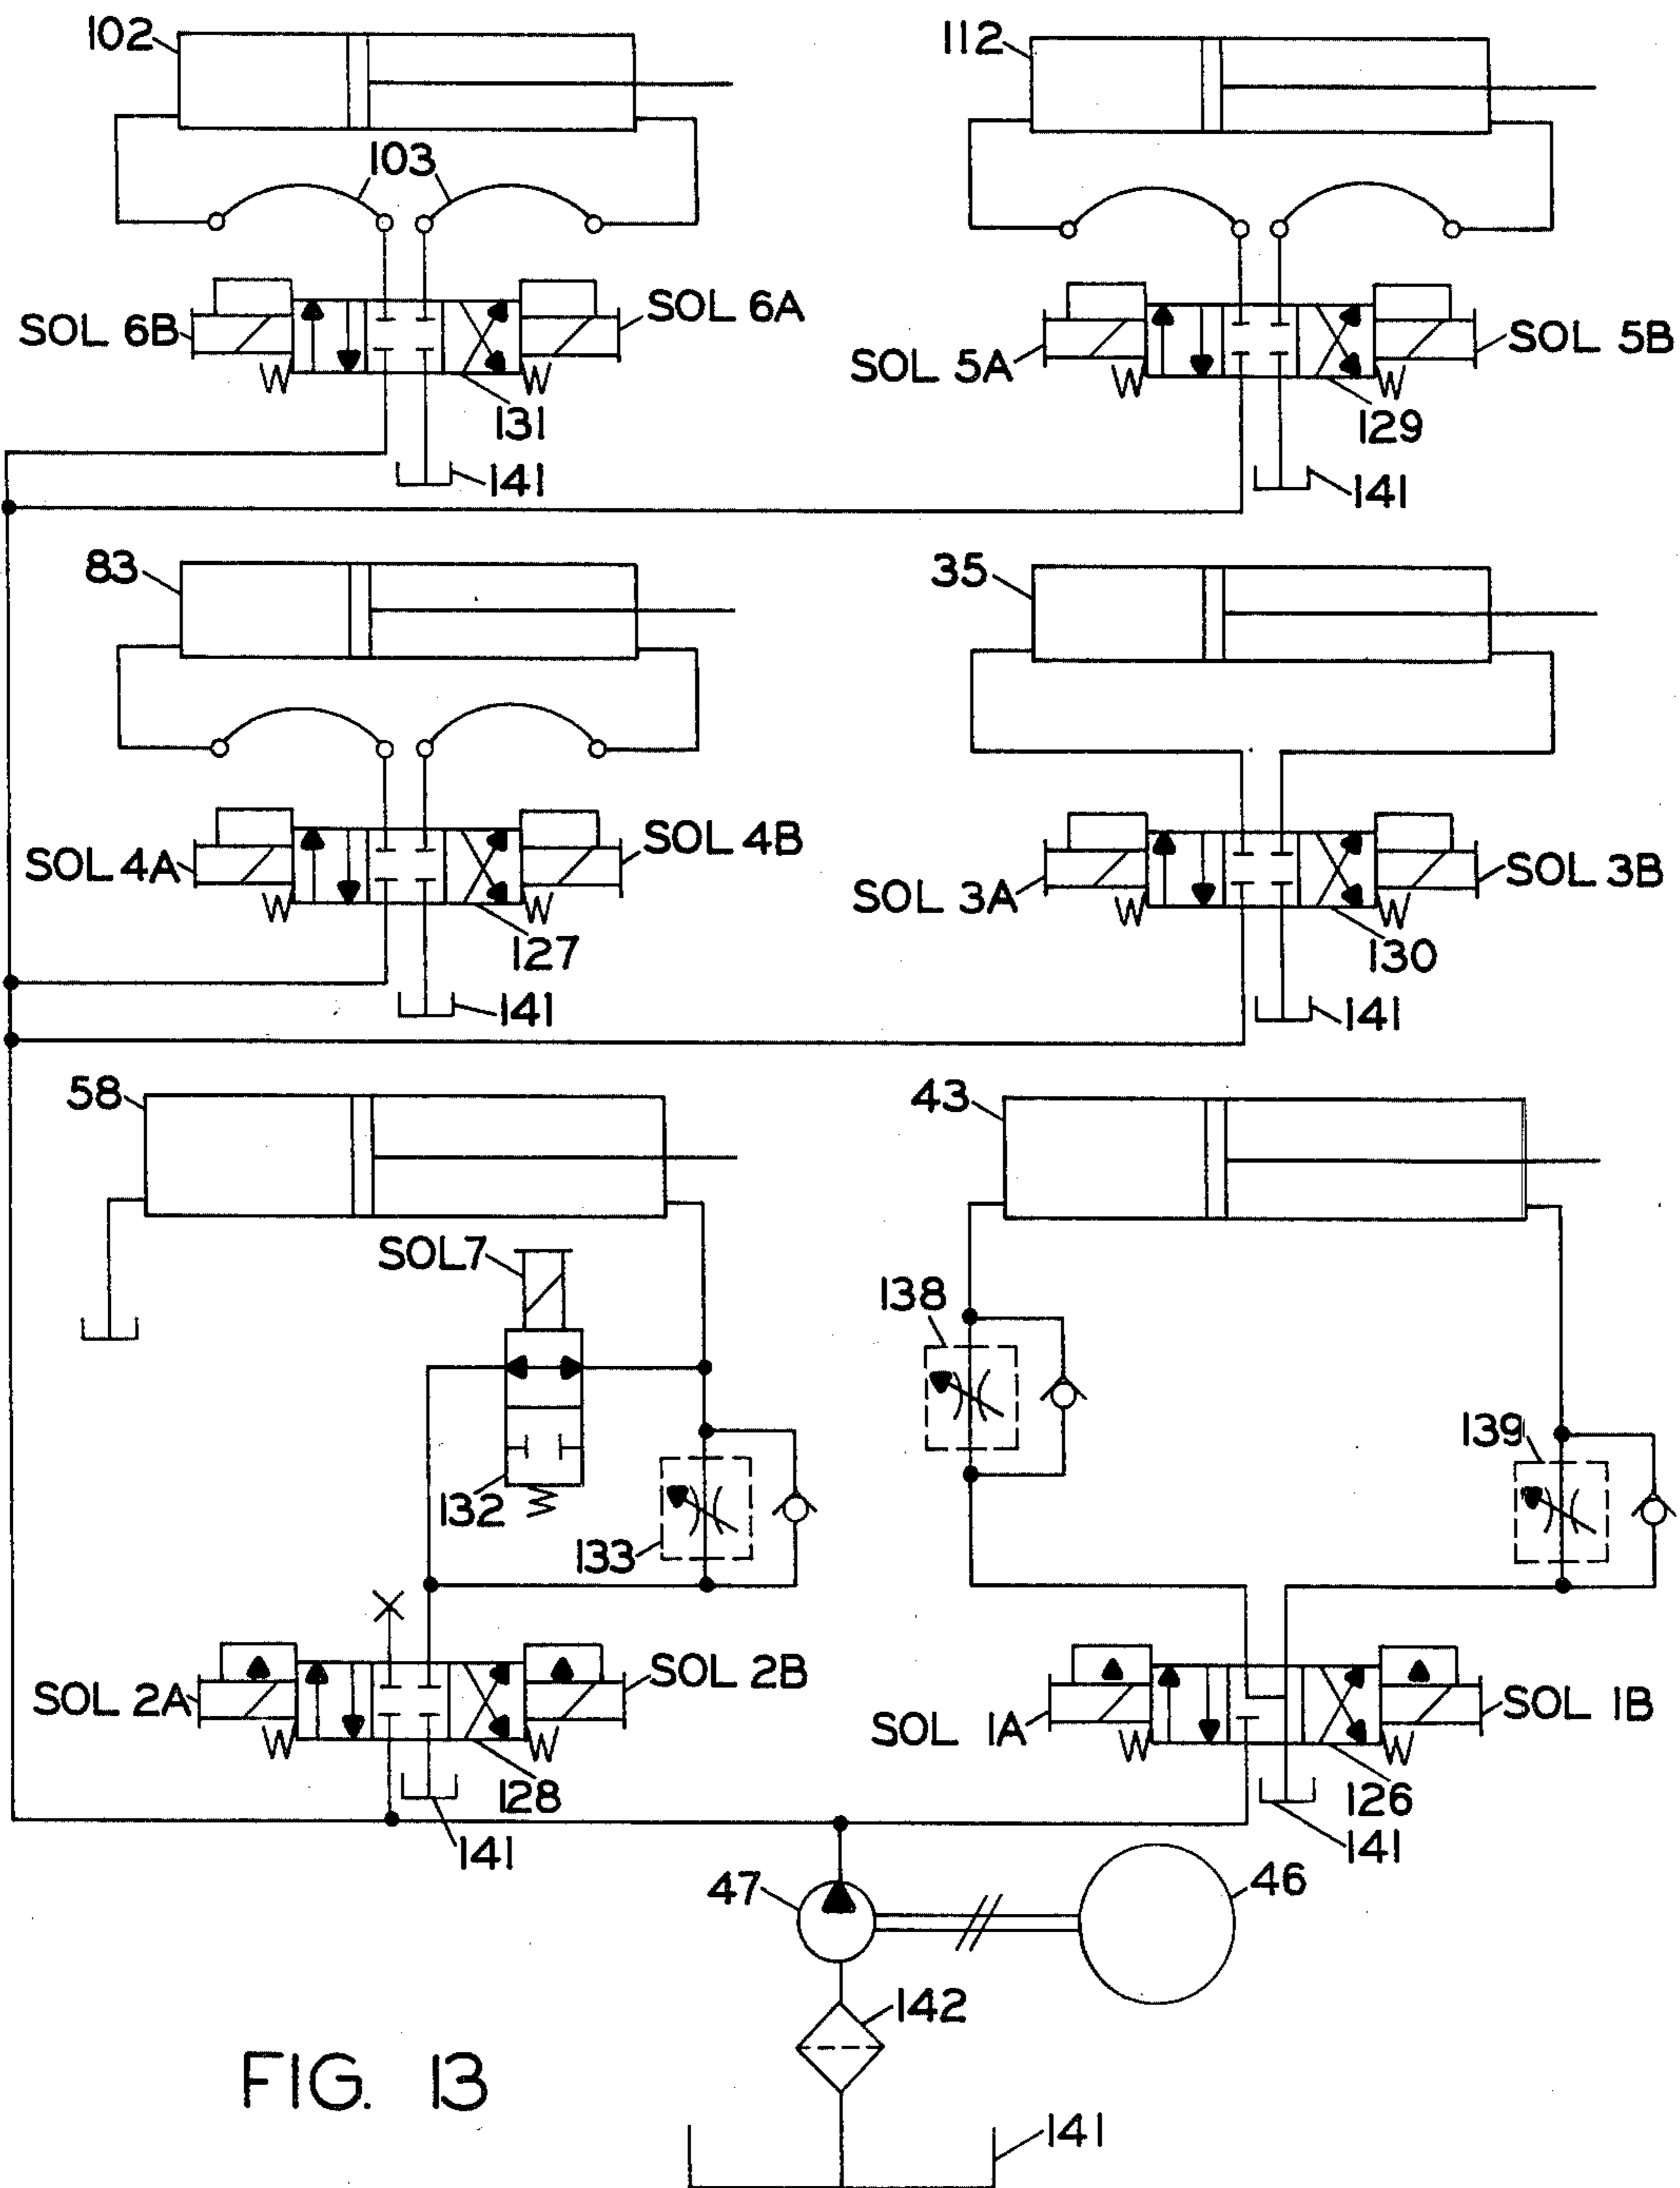 102
112
103
SOL 6B
SOL 6A
SOL 5A
SOL 5B
131
129
141
141
83
35
SOL 4A
SOL 4B
SOL 3A
SOL 3B
127
130
141
141
58
43
SOL7
138
139
132
133
SOL 2A
SOL 2B
SOL 1A
SOL 1B
128
126
141
141
47
46
142
FIG. 13
141